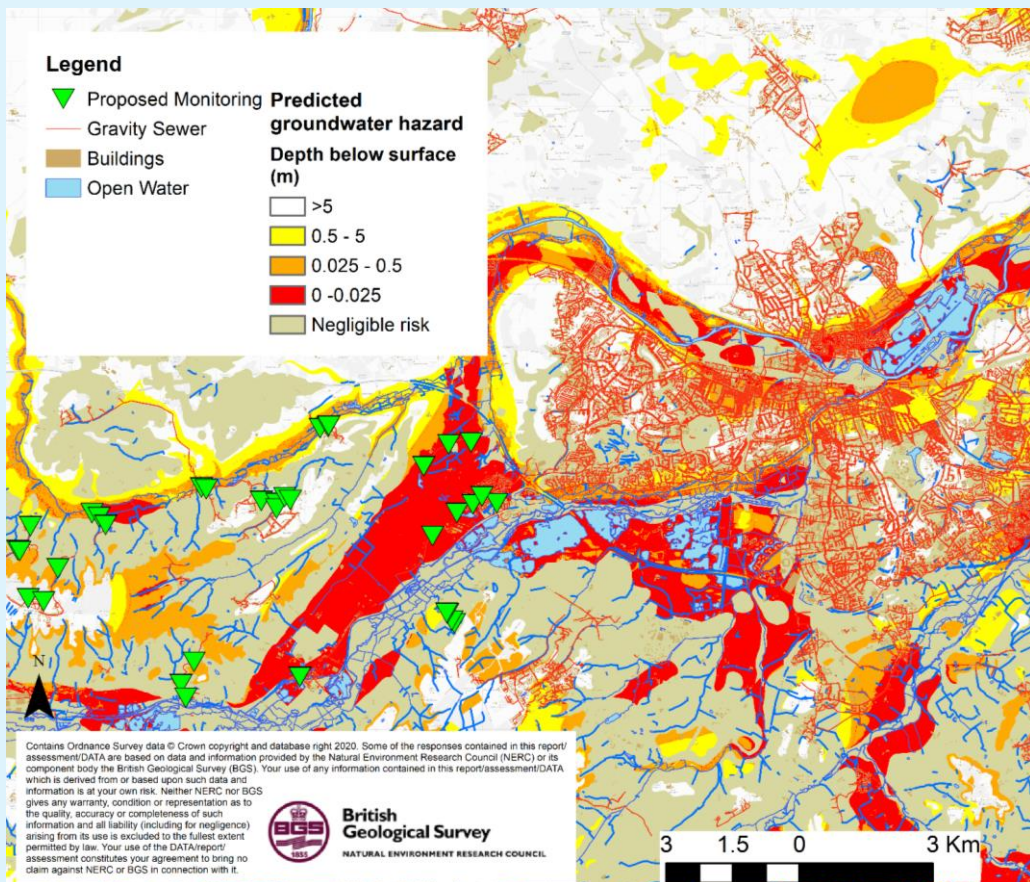 Legend
Proposed Monitoring
Gravity Sewer
Buildings
Open Water
Predicted
groundwater hazard
Depth below surface
(m)
>5
0.5 - 5
0.025 - 0.5
0 -0.025
Negligible risk
N
Contains Ordnance Survey data © Crown copyright and database right 2020. Some of the responses contained in this report/
assessment/DATA are based on data and information provided by the Natural Environment Research Council (NERC) or its
component body the British Geological Survey (BGS). Your use of any information contained in this report/assessment/DATA
which is derived from or based upon such data and
information is at your own risk. Neither NERC nor BGS
gives any warranty, condition or representation as to
the quality, accuracy or completeness of such
information and all liability (including for negligence)
arising from its use is excluded to the fullest extent
permitted by law. Your use of the DATA/report/
assessment constitutes your agreement to bring no
claim against NERC or BGS in connection with it.
BGS
1835
British
Geological Survey
NATURAL ENVIRONMENT RESEARCH COUNCIL
3 1.5 0 3 Km